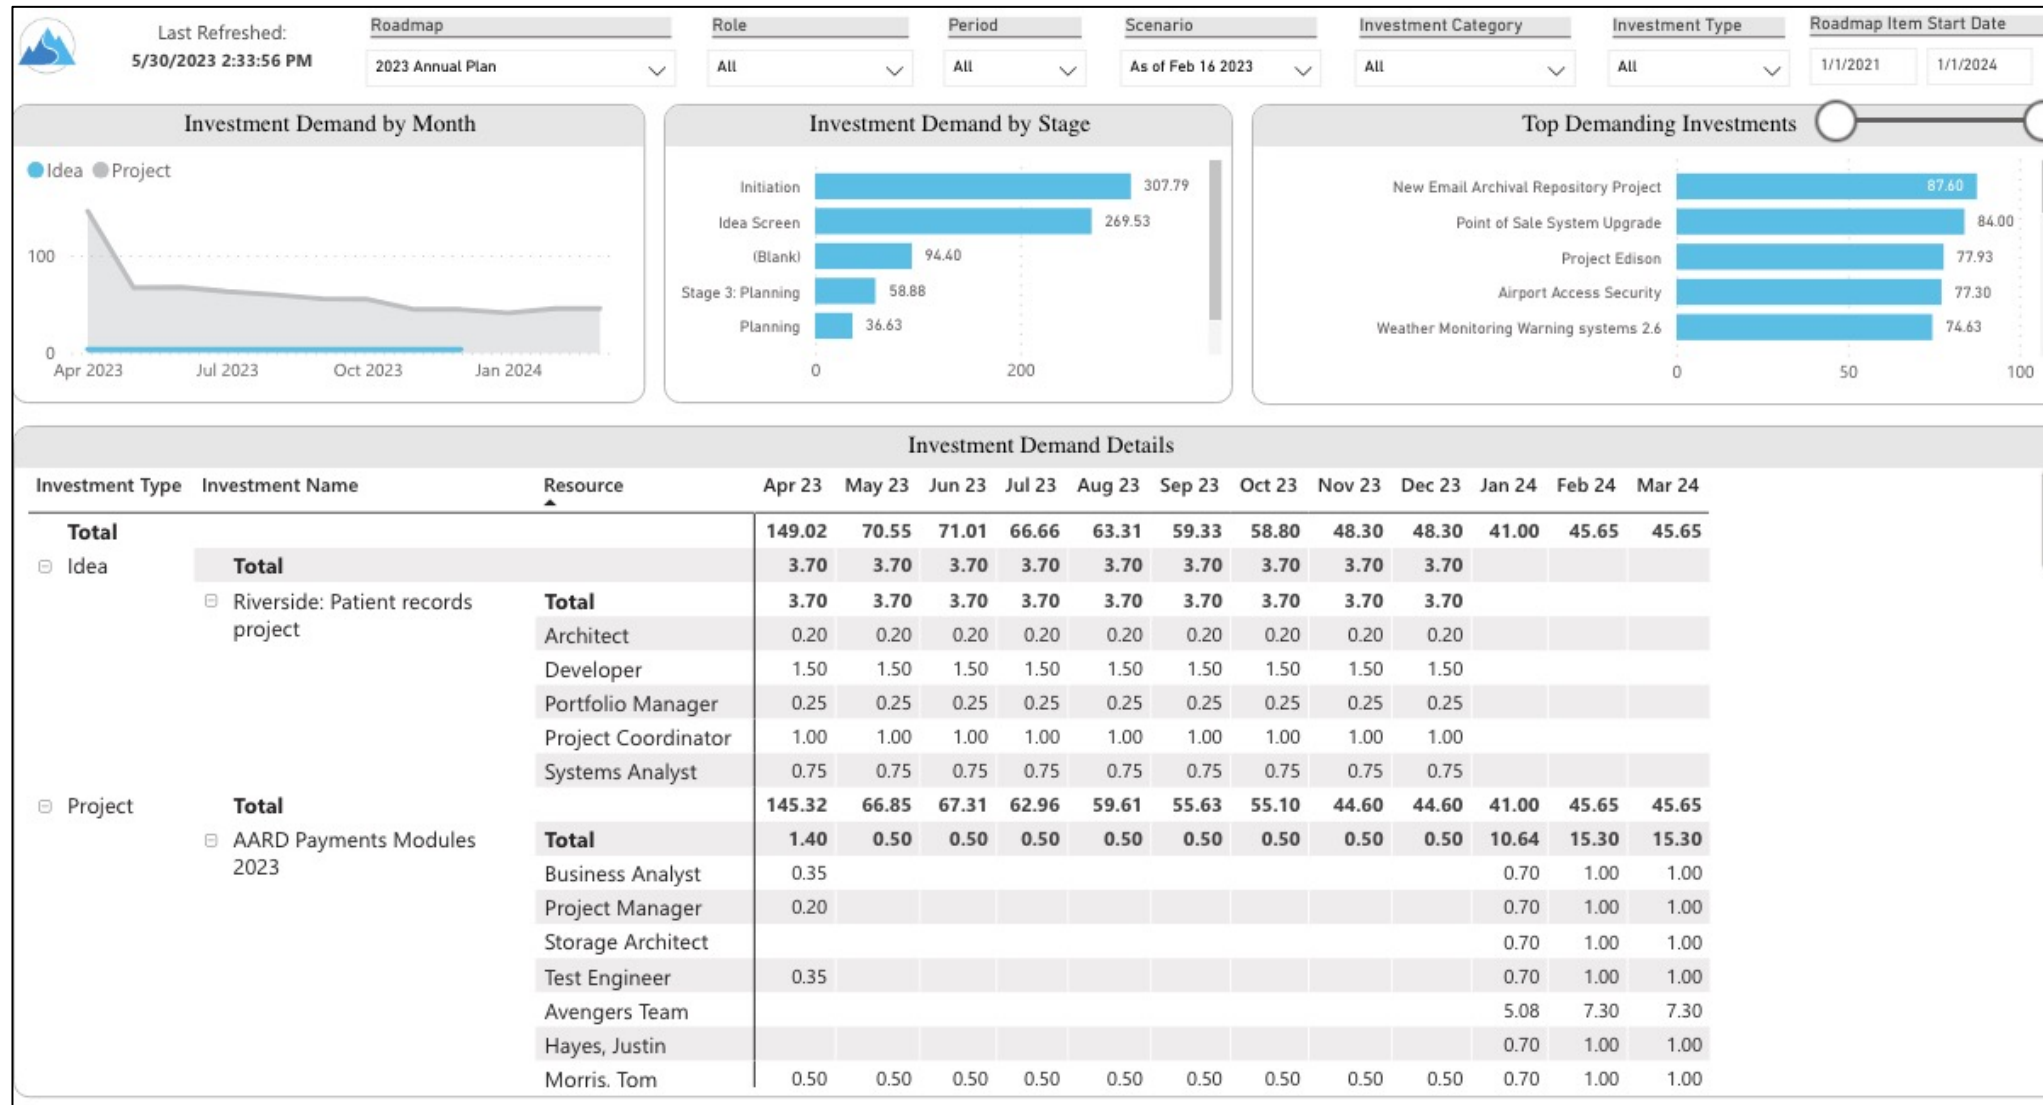 Last Refreshed:
5/30/2023 2:33:56 PM
Roadmap
2023 Annual Plan
Role
All
Period
All
Scenario
As of Feb 16 2023
Investment Category
All
Investment Type
All
Roadmap Item Start Date
1/1/2021 1/1/2024
Investment Demand by Month
Idea Project
100
0
Apr 2023 Jul 2023 Oct 2023 Jan 2024
Investment Demand by Stage
Initiation 307.79
Idea Screen 269.53
(Blank) 94.40
Stage 3: Planning 58.88
Planning 36.63
0 200
Top Demanding Investments
New Email Archival Repository Project 87.60
Point of Sale System Upgrade 84.00
Project Edison 77.93
Airport Access Security 77.30
Weather Monitoring Warning systems 2.6 74.63
0 50 100
Investment Demand Details
Investment Type Investment Name Resource Apr 23 May 23 Jun 23 Jul 23 Aug 23 Sep 23 Oct 23 Nov 23 Dec 23 Jan 24 Feb 24 Mar 24
Total 149.02 70.55 71.01 66.66 63.31 59.33 58.80 48.30 48.30 41.00 45.65 45.65
Idea Total 3.70 3.70 3.70 3.70 3.70 3.70 3.70 3.70 3.70
Riverside: Patient records Total 3.70 3.70 3.70 3.70 3.70 3.70 3.70 3.70 3.70
project
Architect 0.20 0.20 0.20 0.20 0.20 0.20 0.20 0.20 0.20
Developer 1.50 1.50 1.50 1.50 1.50 1.50 1.50 1.50 1.50
Portfolio Manager 0.25 0.25 0.25 0.25 0.25 0.25 0.25 0.25 0.25
Project Coordinator 1.00 1.00 1.00 1.00 1.00 1.00 1.00 1.00 1.00
Systems Analyst 0.75 0.75 0.75 0.75 0.75 0.75 0.75 0.75 0.75
Project Total 145.32 66.85 67.31 62.96 59.61 55.63 55.10 44.60 44.60 41.00 45.65 45.65
AARD Payments Modules Total 1.40 0.50 0.50 0.50 0.50 0.50 0.50 0.50 0.50 10.64 15.30 15.30
2023
Business Analyst 0.35 0.70 1.00 1.00
Project Manager 0.20 0.70 1.00 1.00
Storage Architect 0.70 1.00 1.00
Test Engineer 0.35 0.70 1.00 1.00
Avengers Team 5.08 7.30 7.30
Hayes, Justin 0.70 1.00 1.00
Morris. Tom 0.50 0.50 0.50 0.50 0.50 0.50 0.50 0.50 0.50 0.70 1.00 1.00